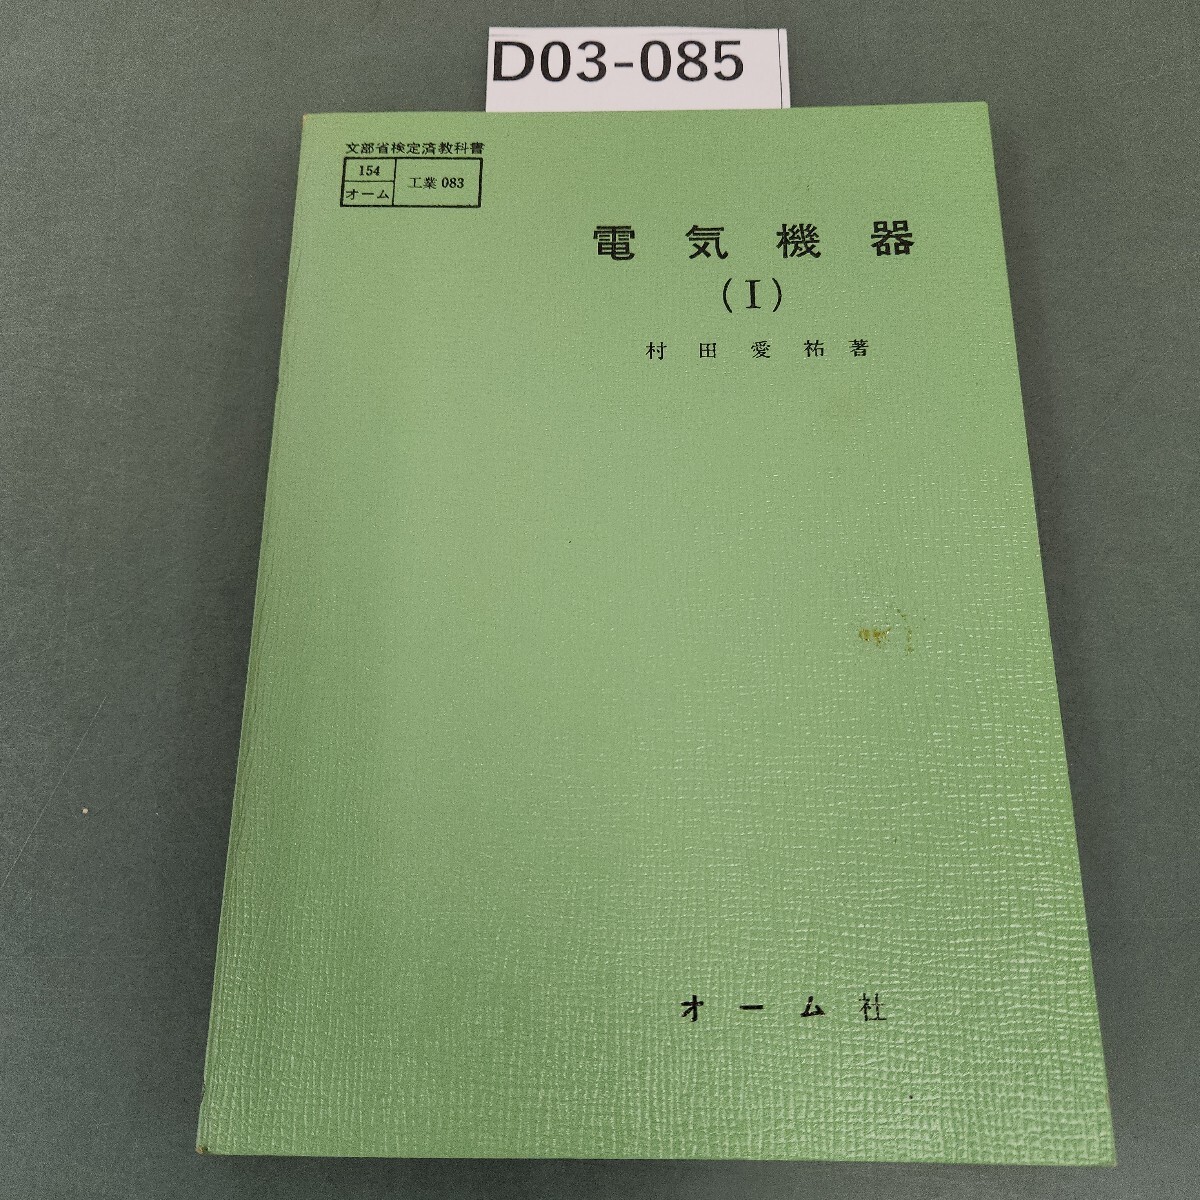 D03-085
文部省検定済教科書
154
オーム
工業 083
電気機器
(I)
村田愛祐著
オーム社